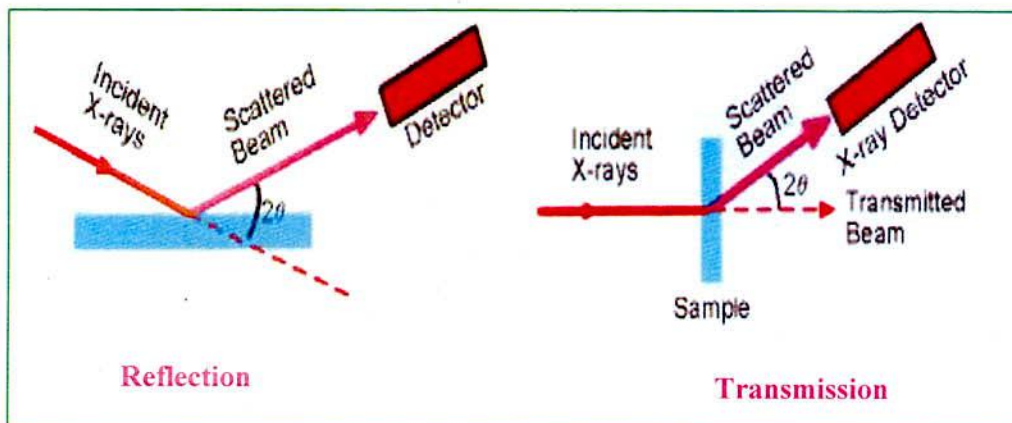 Incident
X-rays
Scattered
Beam
Detector
2θ
Reflection
Incident
X-rays
Scattered
Beam
X-ray Detector
2θ
Transmitted
Beam
Sample
Transmission